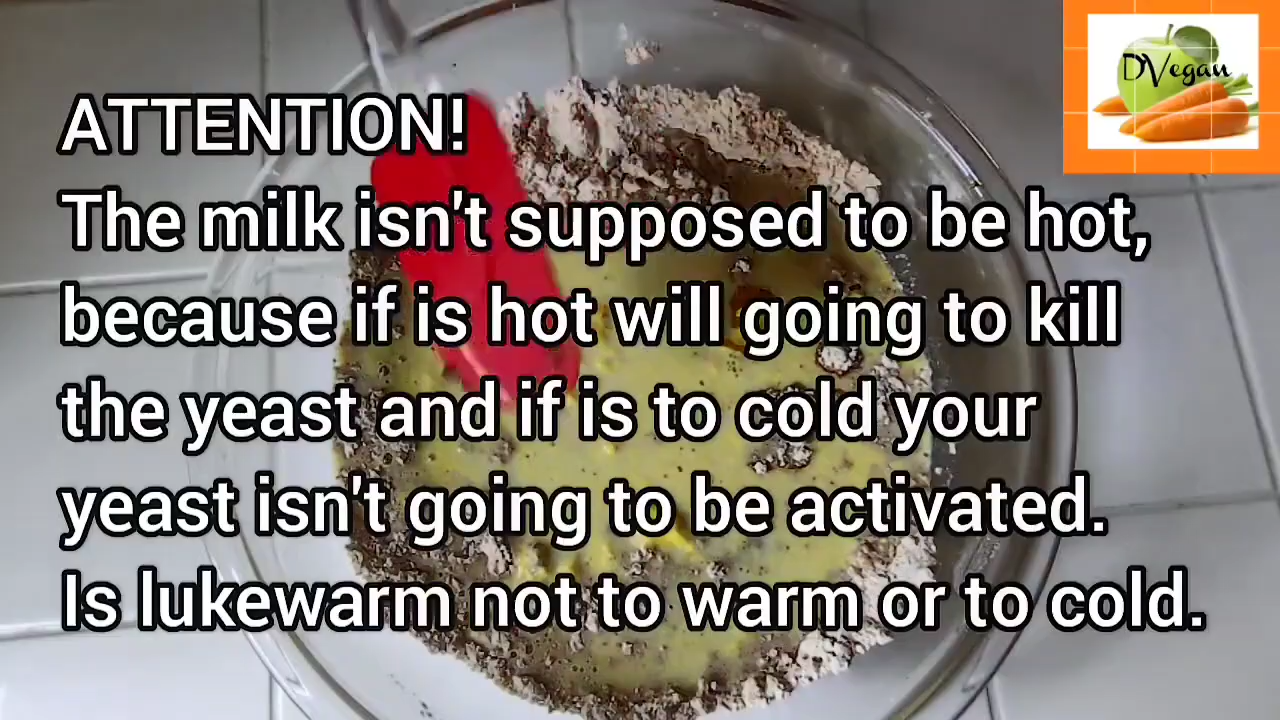 DVegan
ATTENTION!
The milk isn't supposed to be hot,
because if is hot will going to kill
the yeast and if is to cold your
yeast isn't going to be activated.
Is lukewarm not to warm or to cold.